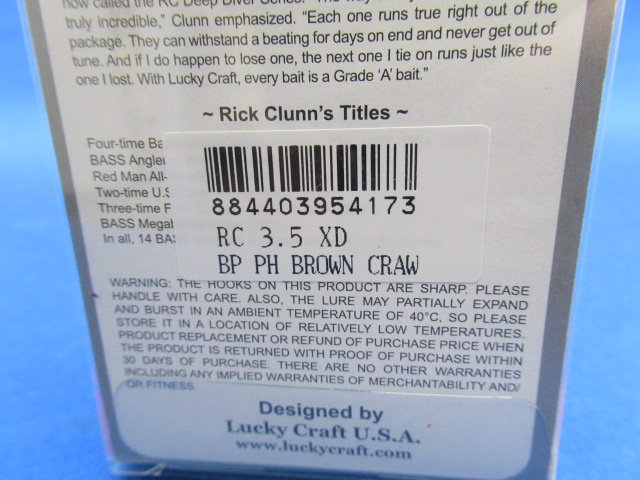 now called the RC Deep Diver Series.
truly incredible,” Clunn emphasized. “Each one runs true right out of the
package. They can withstand a beating for days on end and never get out of
tune. And if I do happen to lose one, the next one I tie on runs just like the
one I lost. With Lucky Craft, every bait is a Grade ‘A’ bait.”
~ Rick Clunn’s Titles ~
Four-time Ba
BASS Angler
Red Man All-
Two-time U.S
Three-time F
BASS Megab
In all, 14 BAS
884403954173
RC 3.5 XD
BP PH BROWN CRAW
WARNING: THE HOOKS ON THIS PRODUCT ARE SHARP. PLEASE
HANDLE WITH CARE. ALSO, THE LURE MAY PARTIALLY EXPAND
AND BURST IN AN AMBIENT TEMPERATURE OF 40°C, SO PLEASE
STORE IT IN A LOCATION OF RELATIVELY LOW TEMPERATURES.
PRODUCT REPLACEMENT OR REFUND OF PURCHASE PRICE WHEN
THE PRODUCT IS RETURNED WITH PROOF OF PURCHASE WITHIN
30 DAYS OF PURCHASE. THERE ARE NO OTHER WARRANTIES
INCLUDING ANY IMPLIED WARRANTIES OF MERCHANTABILITY AND/
OR FITNESS.
Designed by
Lucky Craft U.S.A.
www.luckycraft.com